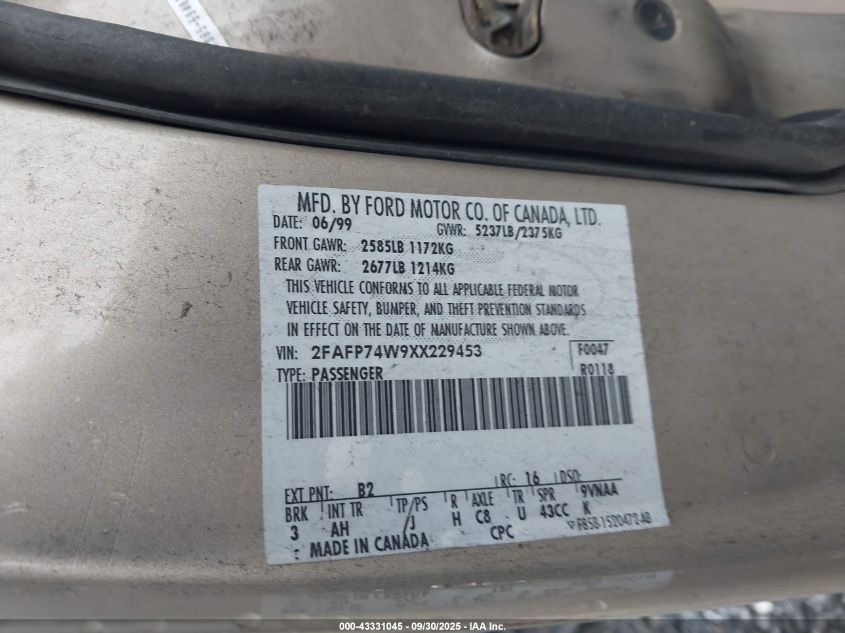 MFD. BY FORD MOTOR CO. OF CANADA, LTD.
DATE: 06/99 GVWR: 5237LB/2375KG
FRONT GAWR: 2585LB 1172KG
REAR GAWR: 2677LB 1214KG
THIS VEHICLE CONFORMS TO ALL APPLICABLE FEDERAL MOTOR
VEHICLE SAFETY, BUMPER, AND THEFT PREVENTION STANDARDS
IN EFFECT ON THE DATE OF MANUFACTURE SHOWN ABOVE.
VIN: 2FAFP74W9XX229453 F0047
TYPE: PASSENGER R0118
EXT PNT: B2 RC: 16 DSO:
BRK INT TR TP/PS R AXLE TR SPR 9VNAA
3 AH J H C8 U 43CC K
MADE IN CANADA CPC
000-43331045 - 09/30/2025 - IAA Inc.